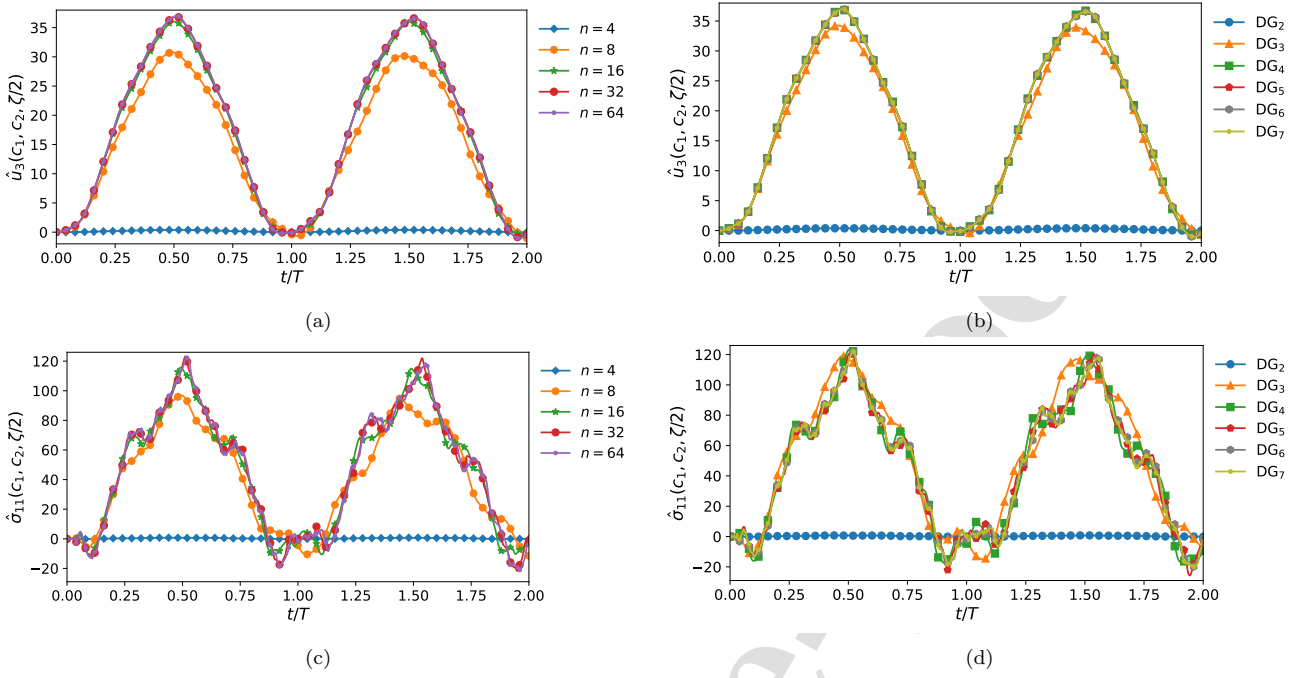 35
30
25
20
15
10
5
0
0.00 0.25 0.50 0.75 1.00 1.25 1.50 1.75 2.00
t/T
û₃(c₁, c₂, ζ/2)
n = 4
n = 8
n = 16
n = 32
n = 64
(a)
35
30
25
20
15
10
5
0
0.00 0.25 0.50 0.75 1.00 1.25 1.50 1.75 2.00
t/T
û₃(c₁, c₂, ζ/2)
DG₂
DG₃
DG₄
DG₅
DG₆
DG₇
(b)
120
100
80
60
40
20
0
−20
0.00 0.25 0.50 0.75 1.00 1.25 1.50 1.75 2.00
t/T
σ̂₁₁(c₁, c₂, ζ/2)
n = 4
n = 8
n = 16
n = 32
n = 64
(c)
120
100
80
60
40
20
0
−20
0.00 0.25 0.50 0.75 1.00 1.25 1.50 1.75 2.00
t/T
σ̂₁₁(c₁, c₂, ζ/2)
DG₂
DG₃
DG₄
DG₅
DG₆
DG₇
(d)